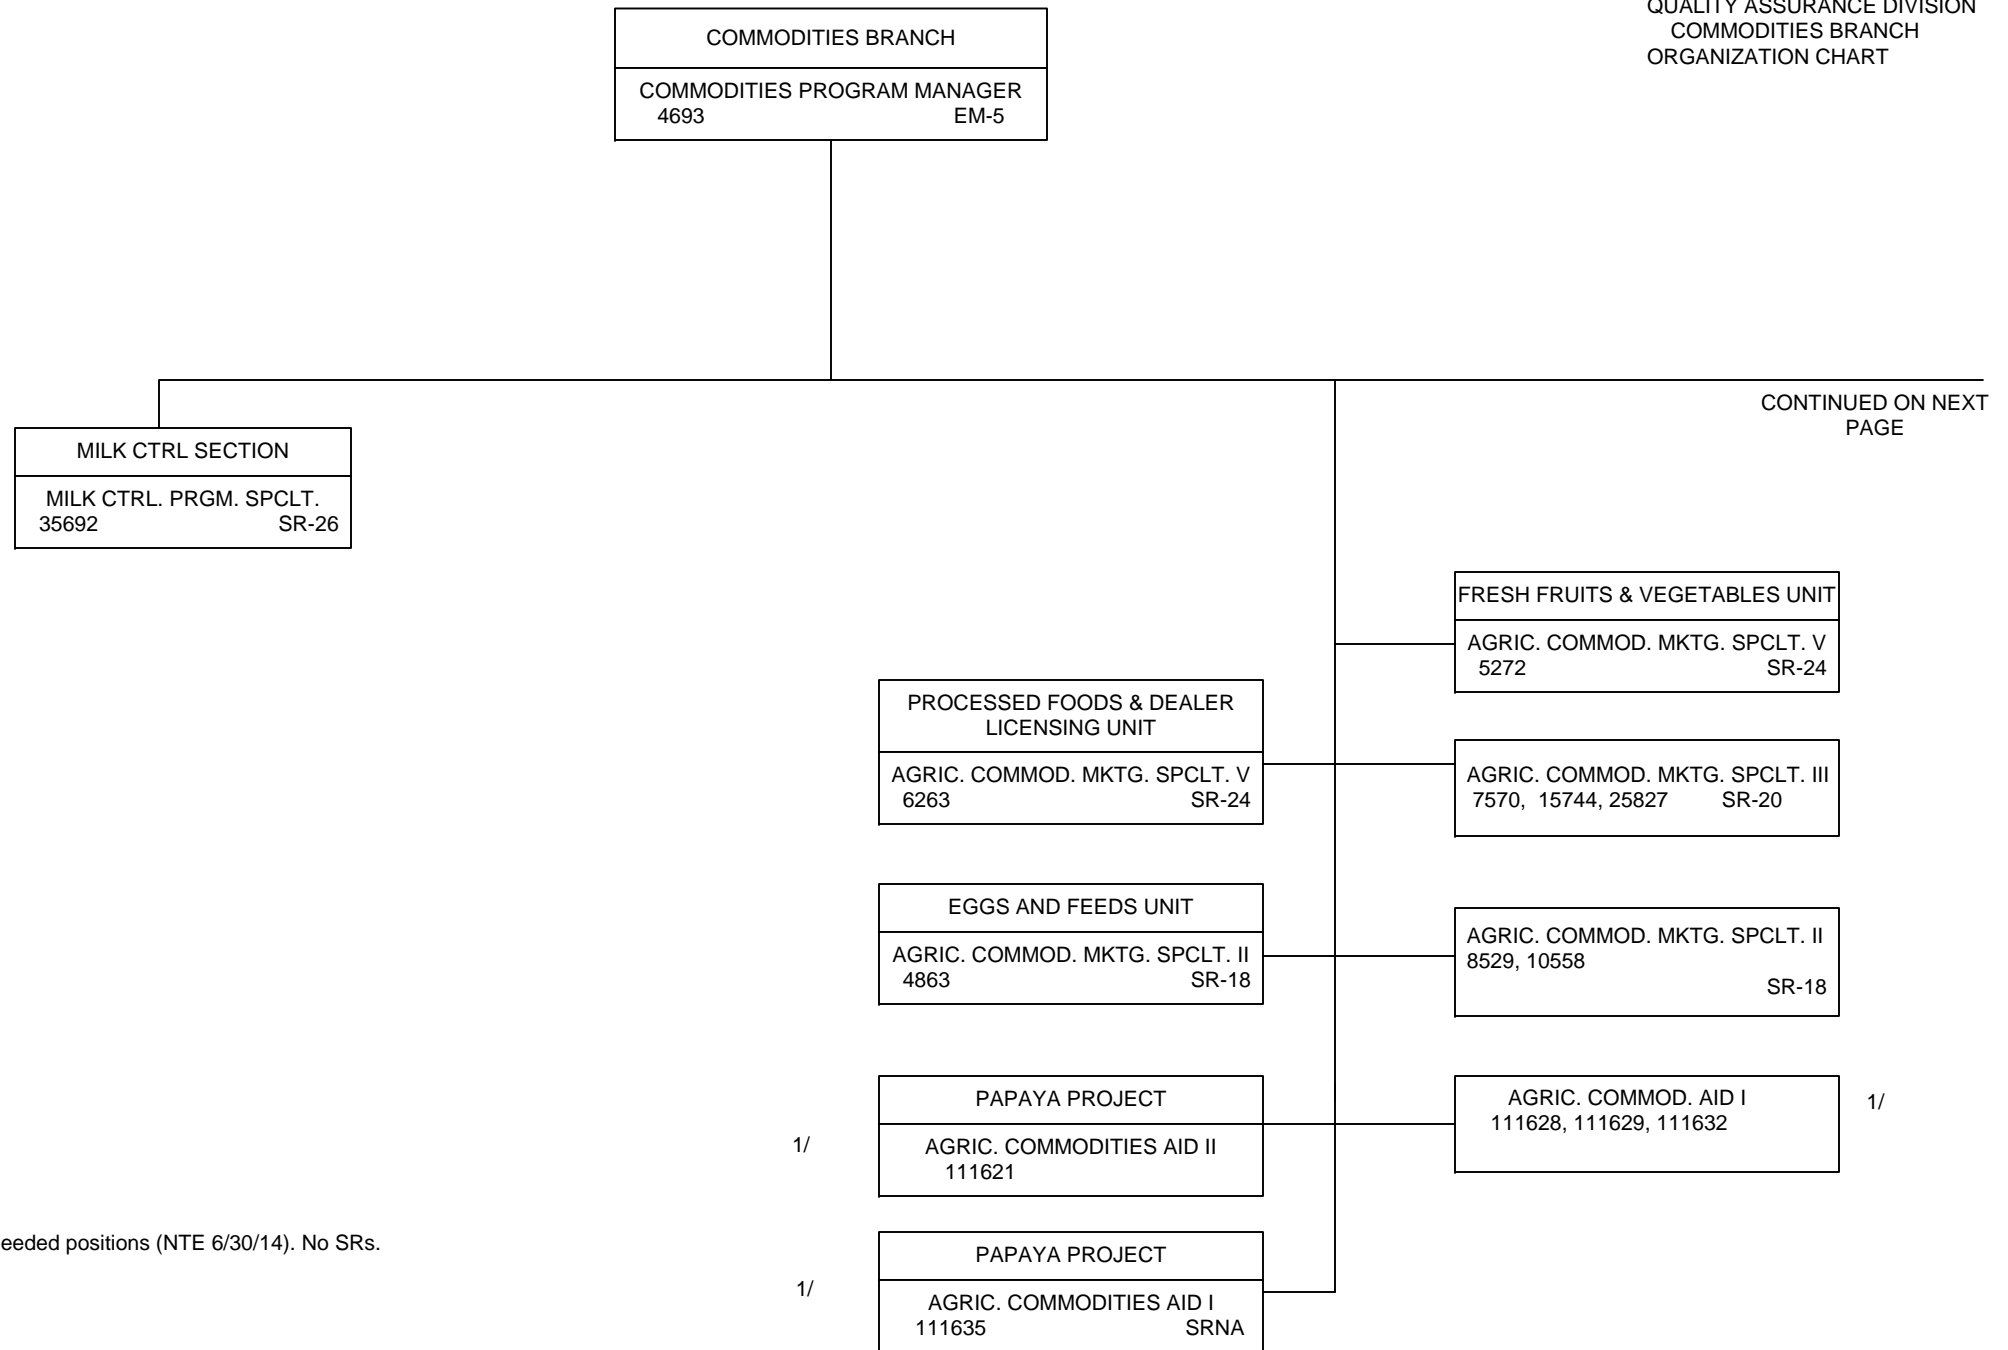 QUALITY ASSURANCE DIVISION
COMMODITIES BRANCH
ORGANIZATION CHART
COMMODITIES BRANCH
COMMODITIES PROGRAM MANAGER
4693 EM-5
CONTINUED ON NEXT
PAGE
MILK CTRL SECTION
MILK CTRL. PRGM. SPCLT.
35692 SR-26
FRESH FRUITS & VEGETABLES UNIT
AGRIC. COMMOD. MKTG. SPCLT. V
5272 SR-24
PROCESSED FOODS & DEALER
LICENSING UNIT
AGRIC. COMMOD. MKTG. SPCLT. V
6263 SR-24
AGRIC. COMMOD. MKTG. SPCLT. III
7570, 15744, 25827 SR-20
EGGS AND FEEDS UNIT
AGRIC. COMMOD. MKTG. SPCLT. II
4863 SR-18
AGRIC. COMMOD. MKTG. SPCLT. II
8529, 10558
SR-18
PAPAYA PROJECT
1/
AGRIC. COMMODITIES AID II
111621
AGRIC. COMMOD. AID I
111628, 111629, 111632
1/
eeded positions (NTE 6/30/14). No SRs.
PAPAYA PROJECT
1/
AGRIC. COMMODITIES AID I
111635 SRNA